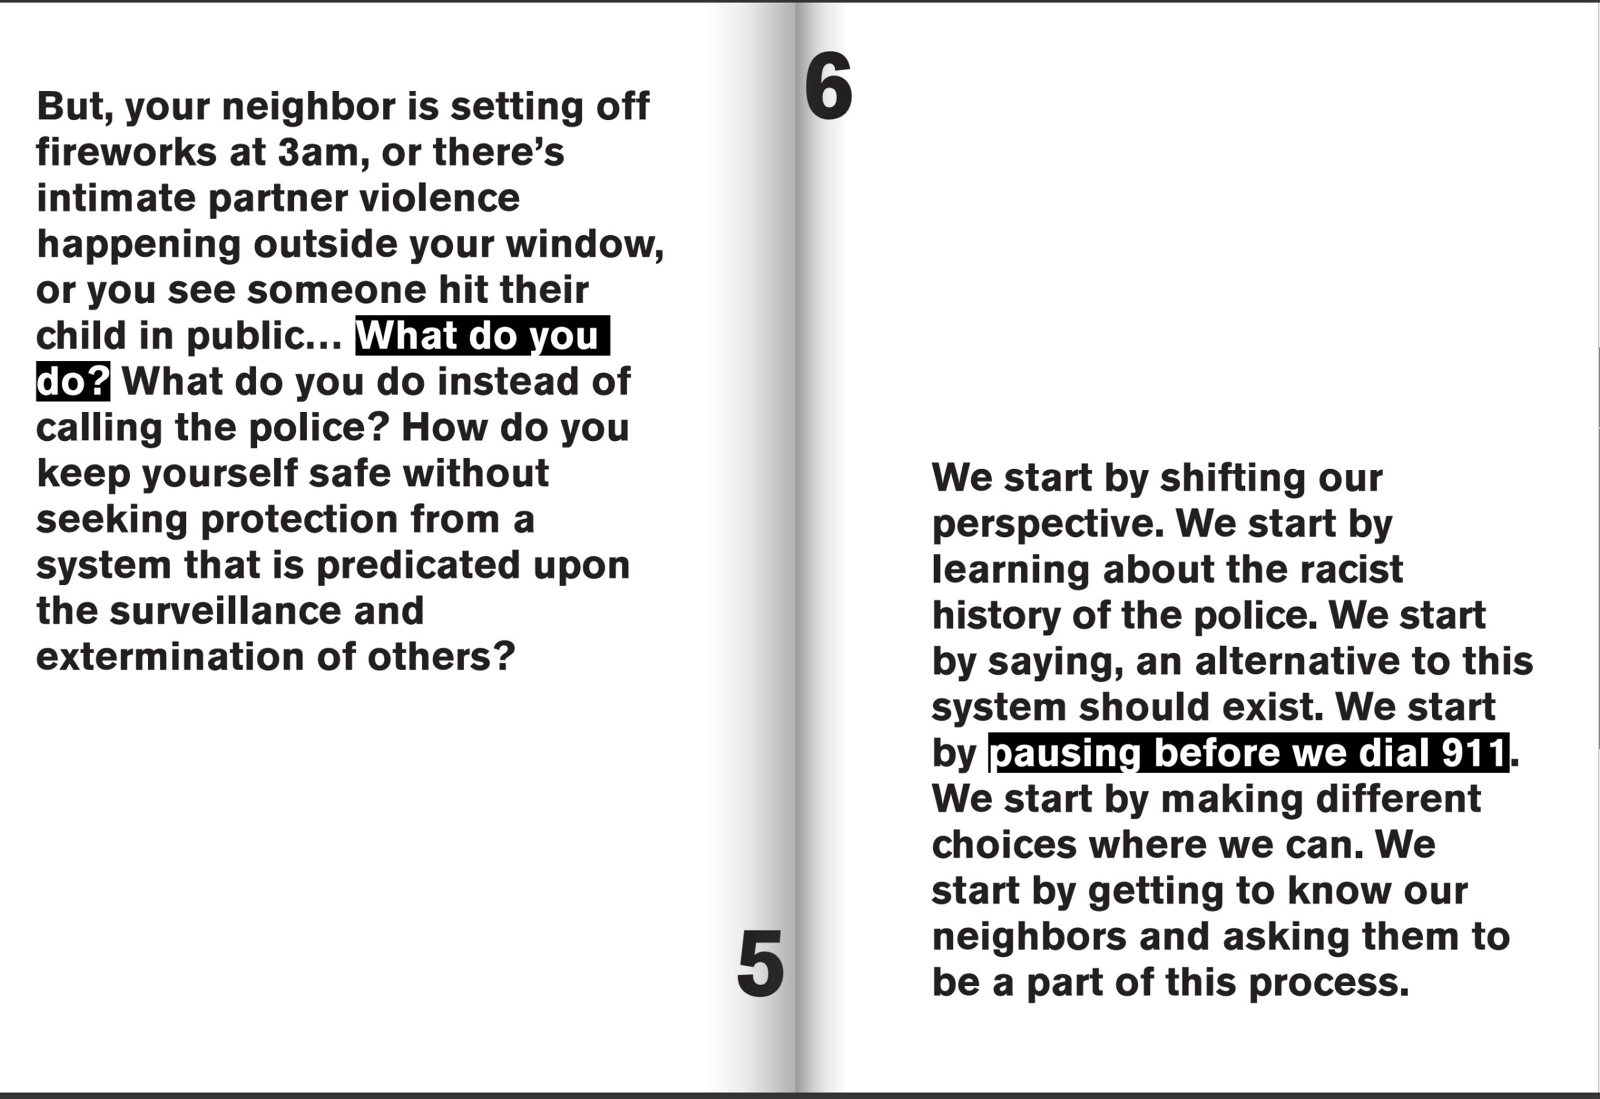 But, your neighbor is setting off
fireworks at 3am, or there’s
intimate partner violence
happening outside your window,
or you see someone hit their
child in public... What do you
do? What do you do instead of
calling the police? How do you
keep yourself safe without
seeking protection from a
system that is predicated upon
the surveillance and
extermination of others?
5
6
We start by shifting our
perspective. We start by
learning about the racist
history of the police. We start
by saying, an alternative to this
system should exist. We start
by pausing before we dial 911.
We start by making different
choices where we can. We
start by getting to know our
neighbors and asking them to
be a part of this process.